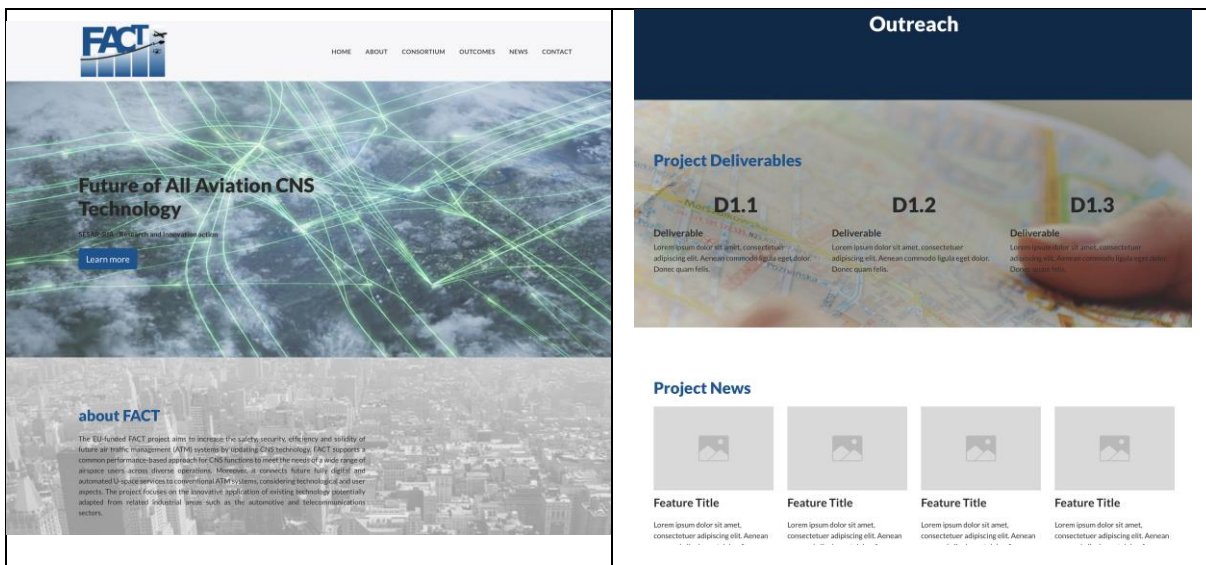 FACT
HOME ABOUT CONSORTIUM OUTCOMES NEWS CONTACT
Future of All Aviation CNS
Technology
SESAR-RIA - Research and Innovation action
Learn more
about FACT
The EU-funded FACT project aims to increase the safety, security, efficiency and solidity of
future air traffic management (ATM) systems by updating CNS technology. FACT supports a
common performance-based approach for CNS functions to meet the needs of a wide range of
airspace users across diverse operations. Moreover, it connects future fully digital and
automated U-space services to conventional ATM systems, considering technological and user
aspects. The project focuses on the innovative application of existing technology potentially
adapted from related industrial areas such as the automotive and telecommunications
sectors.
Outreach
Project Deliverables
D1.1 D1.2 D1.3
Deliverable Deliverable Deliverable
Lorem ipsum dolor sit amet, consectetuer Lorem ipsum dolor sit amet, consectetuer Lorem ipsum dolor sit amet, consectetuer
adipiscing elit. Aenean commodo ligula eget dolor. adipiscing elit. Aenean commodo ligula eget dolor. adipiscing elit. Aenean commodo ligula eget dolor.
Donec quam felis. Donec quam felis. Donec quam felis.
Project News
Feature Title Feature Title Feature Title Feature Title
Lorem ipsum dolor sit amet, Lorem ipsum dolor sit amet, Lorem ipsum dolor sit amet, Lorem ipsum dolor sit amet,
consectetuer adipiscing elit. Aenean consectetuer adipiscing elit. Aenean consectetuer adipiscing elit. Aenean consectetuer adipiscing elit. Aenean